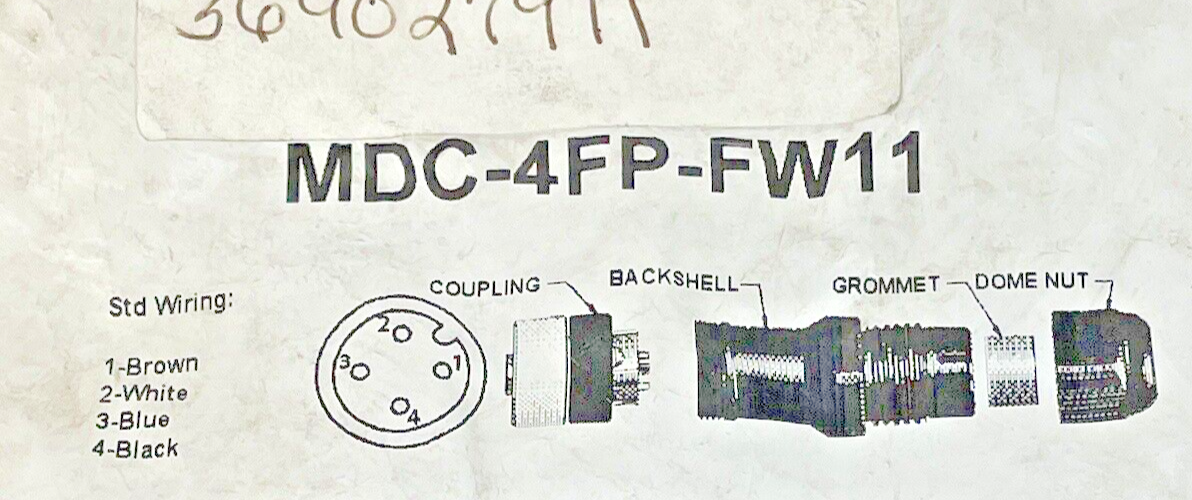 MDC-4FP-FW11
COUPLING BACKSHELL GROMMET DOME NUT
Std Wiring:
1-Brown
2-White
3-Blue
4-Black
2
3 1
4